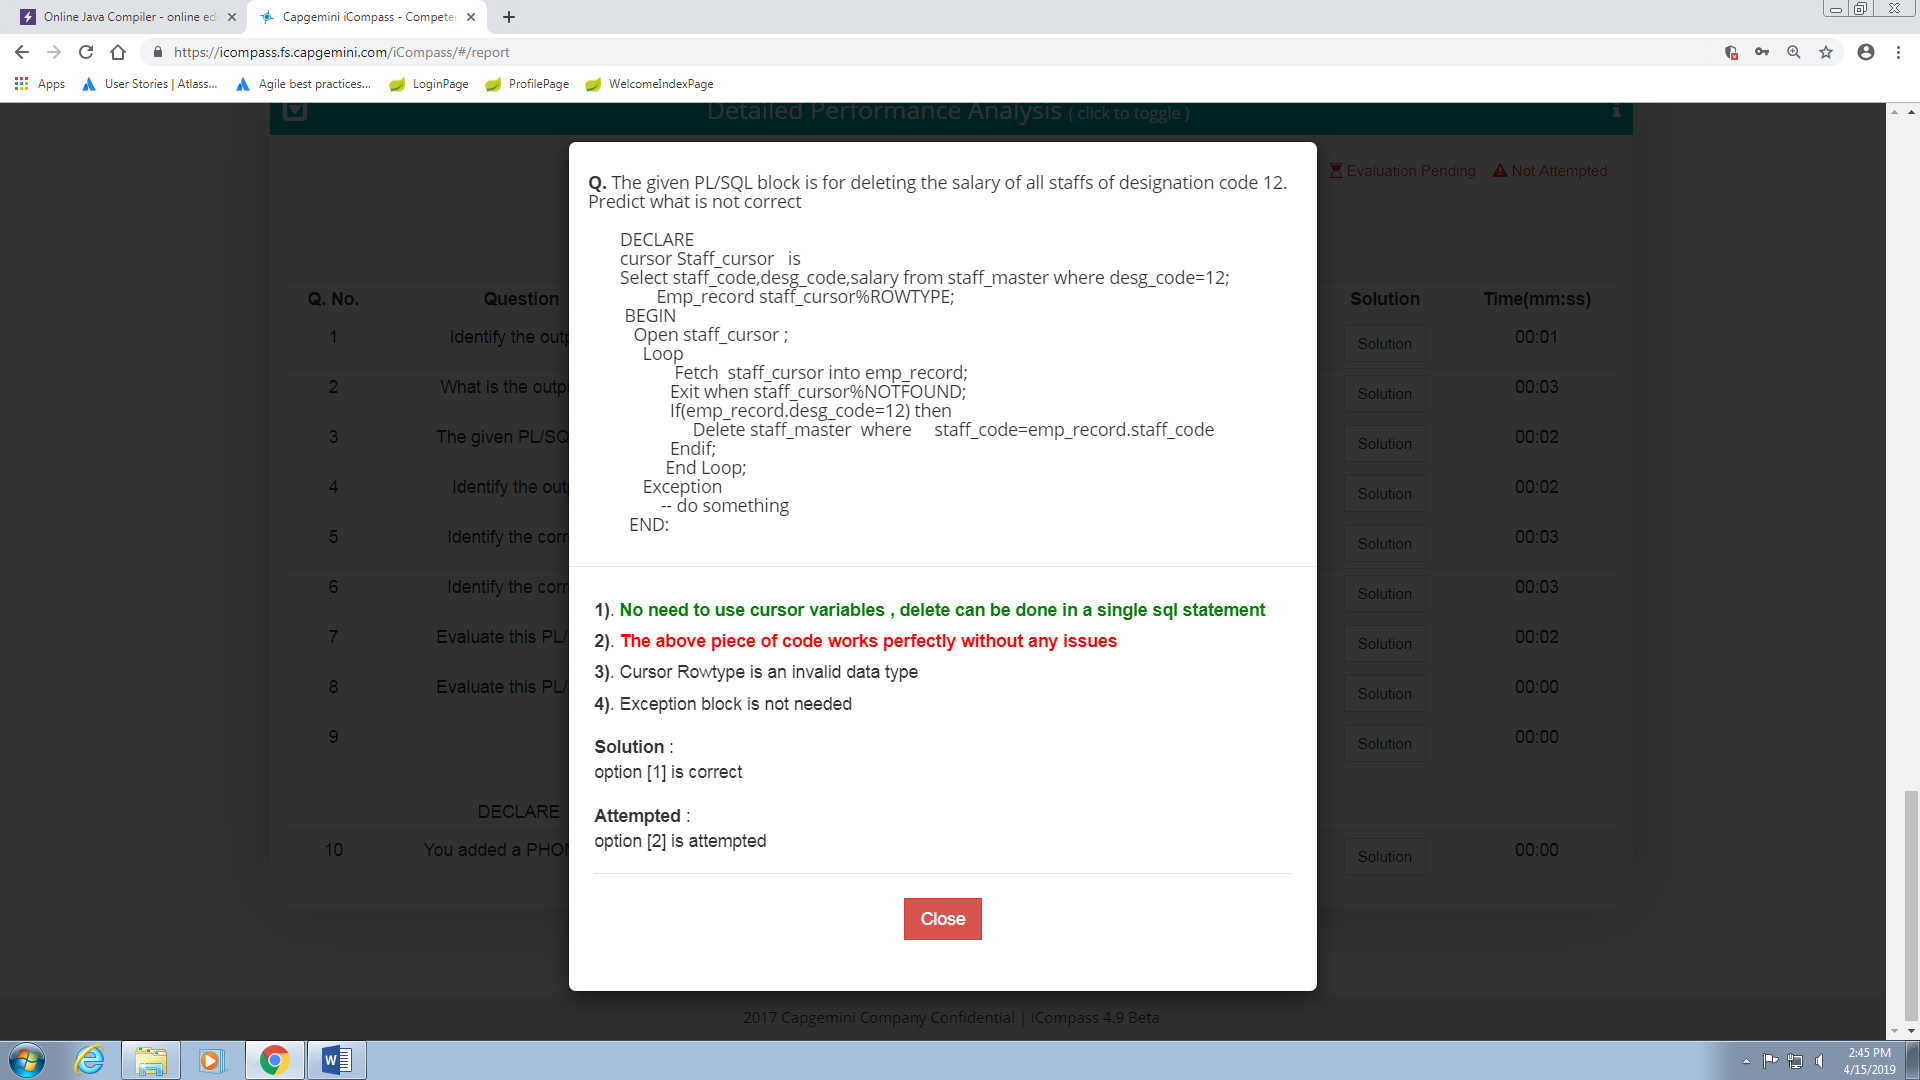 Online Java Compiler - online ed
Capgemini iCompass - Compete
https://icompass.fs.capgemini.com/iCompass/#/report
Apps
User Stories | Atlass...
Agile best practices...
LoginPage
ProfilePage
WelcomeIndexPage
Detailed Performance Analysis ( click to toggle )
Evaluation Pending
Not Attempted
Q. The given PL/SQL block is for deleting the salary of all staffs of designation code 12.
Predict what is not correct
DECLARE
cursor Staff_cursor is
Select staff_code,desg_code,salary from staff_master where desg_code=12;
Emp_record staff_cursor%ROWTYPE;
BEGIN
Open staff_cursor ;
Loop
Fetch staff_cursor into emp_record;
Exit when staff_cursor%NOTFOUND;
If(emp_record.desg_code=12) then
Delete staff_master where staff_code=emp_record.staff_code
Endif;
End Loop;
Exception
-- do something
END:
1). No need to use cursor variables , delete can be done in a single sql statement
2). The above piece of code works perfectly without any issues
3). Cursor Rowtype is an invalid data type
4). Exception block is not needed
Solution :
option [1] is correct
Attempted :
option [2] is attempted
Close
Q. No. Question Solution Time(mm:ss)
1 Identify the outp Solution 00:01
2 What is the outp Solution 00:03
3 The given PL/SQ Solution 00:02
4 Identify the out Solution 00:02
5 Identify the corr Solution 00:03
6 Identify the corr Solution 00:03
7 Evaluate this PL/ Solution 00:02
8 Evaluate this PL/ Solution 00:00
9 Solution 00:00
DECLARE
10 You added a PHO Solution 00:00
2017 Capgemini Company Confidential | iCompass 4.9 Beta
2:45 PM
4/15/2019